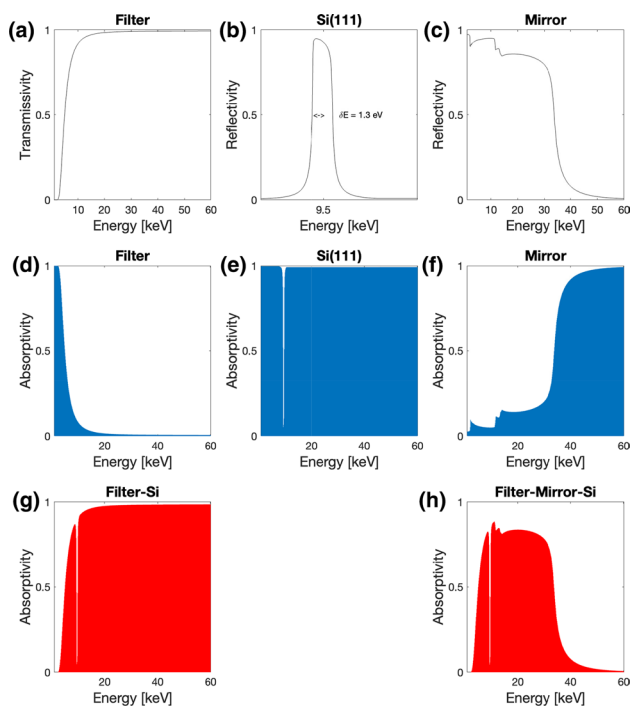 (a)
Filter
Transmissivity
1
0.5
0
10 20 30 40 50 60
Energy [keV]
(b)
Si(111)
Reflectivity
1
0.5
0
<-> δE = 1.3 eV
9.5
Energy [keV]
(c)
Mirror
Reflectivity
1
0.5
0
10 20 30 40 50 60
Energy [keV]
(d)
Filter
Absorptivity
1
0.5
0
20 40 60
Energy [keV]
(e)
Si(111)
Absorptivity
1
0.5
0
20 40 60
Energy [keV]
(f)
Mirror
Absorptivity
1
0.5
0
20 40 60
Energy [keV]
(g)
Filter-Si
Absorptivity
1
0.5
0
20 40 60
Energy [keV]
(h)
Filter-Mirror-Si
Absorptivity
1
0.5
0
20 40 60
Energy [keV]